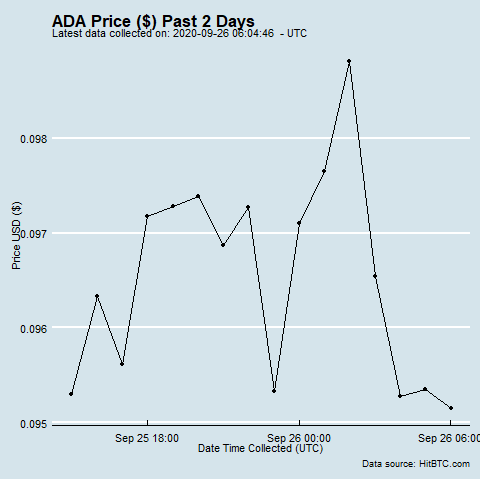 ADA Price ($) Past 2 Days
Latest data collected on: 2020-09-26 06:04:46 - UTC
0.098
0.097
0.096
0.095
Price USD ($)
Sep 25 18:00 Sep 26 00:00 Sep 26 06:00
Date Time Collected (UTC)
Data source: HitBTC.com